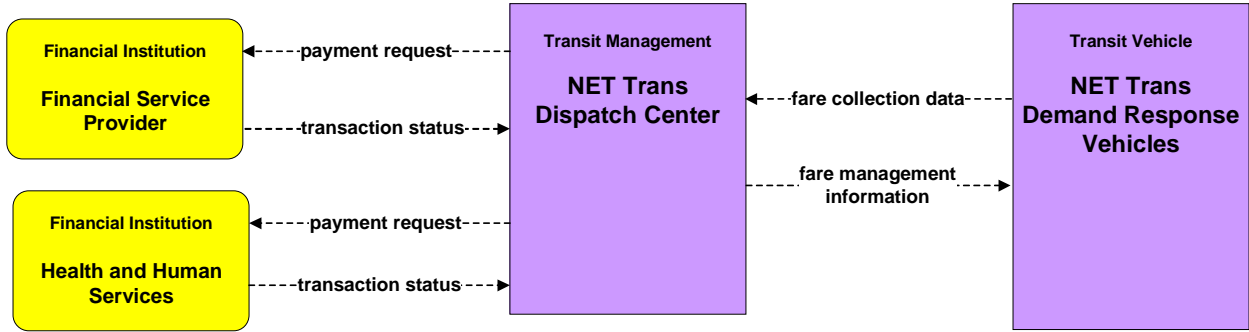 Financial Institution
Financial Service
Provider
payment request
transaction status
Financial Institution
Health and Human
Services
payment request
transaction status
Transit Management
NET Trans
Dispatch Center
fare collection data
fare management
information
Transit Vehicle
NET Trans
Demand Response
Vehicles